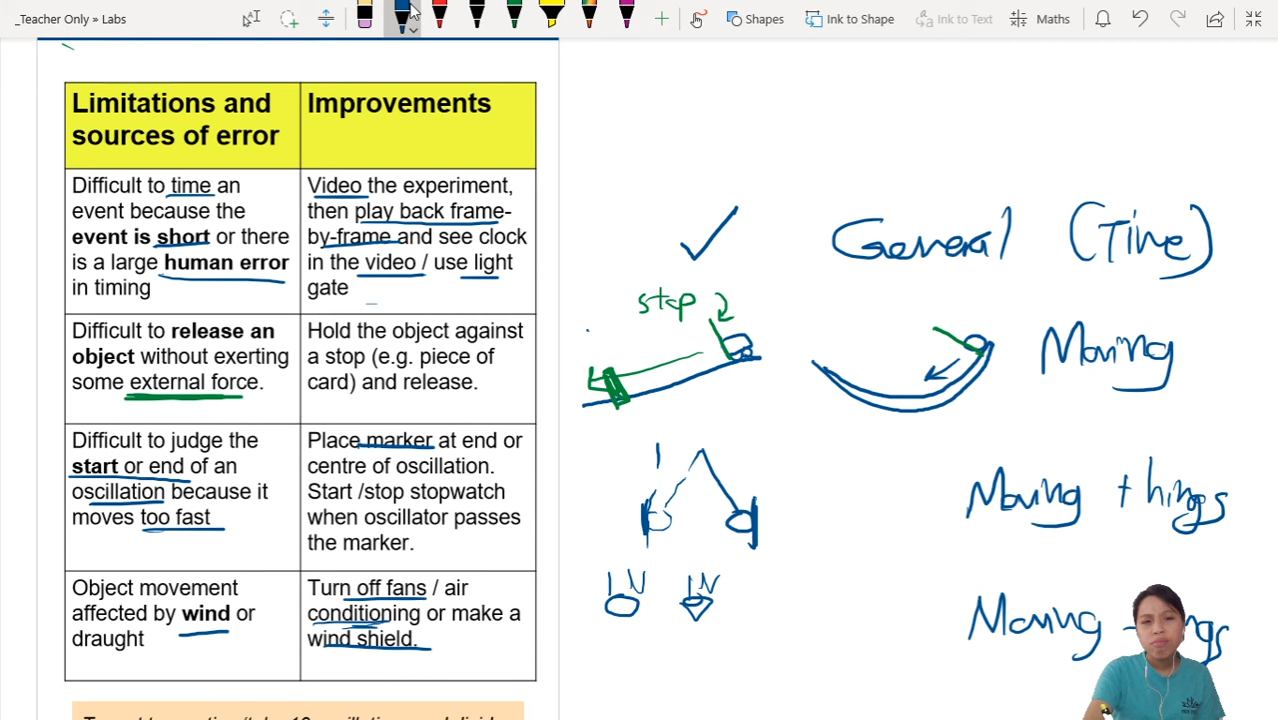 _Teacher Only » Labs
Shapes
Ink to Shape
Ink to Text
Maths
Limitations and
sources of error
Improvements
Difficult to time an
event because the
event is short or there
is a large human error
in timing
Video the experiment,
then play back frame-
by-frame and see clock
in the video / use light
gate
Difficult to release an
object without exerting
some external force.
Hold the object against
a stop (e.g. piece of
card) and release.
Difficult to judge the
start or end of an
oscillation because it
moves too fast
Place marker at end or
centre of oscillation.
Start /stop stopwatch
when oscillator passes
the marker.
Object movement
affected by wind or
draught
Turn off fans / air
conditioning or make a
wind shield.
General (Time)
stop
Moving
Moving things
1N 1N
Moving